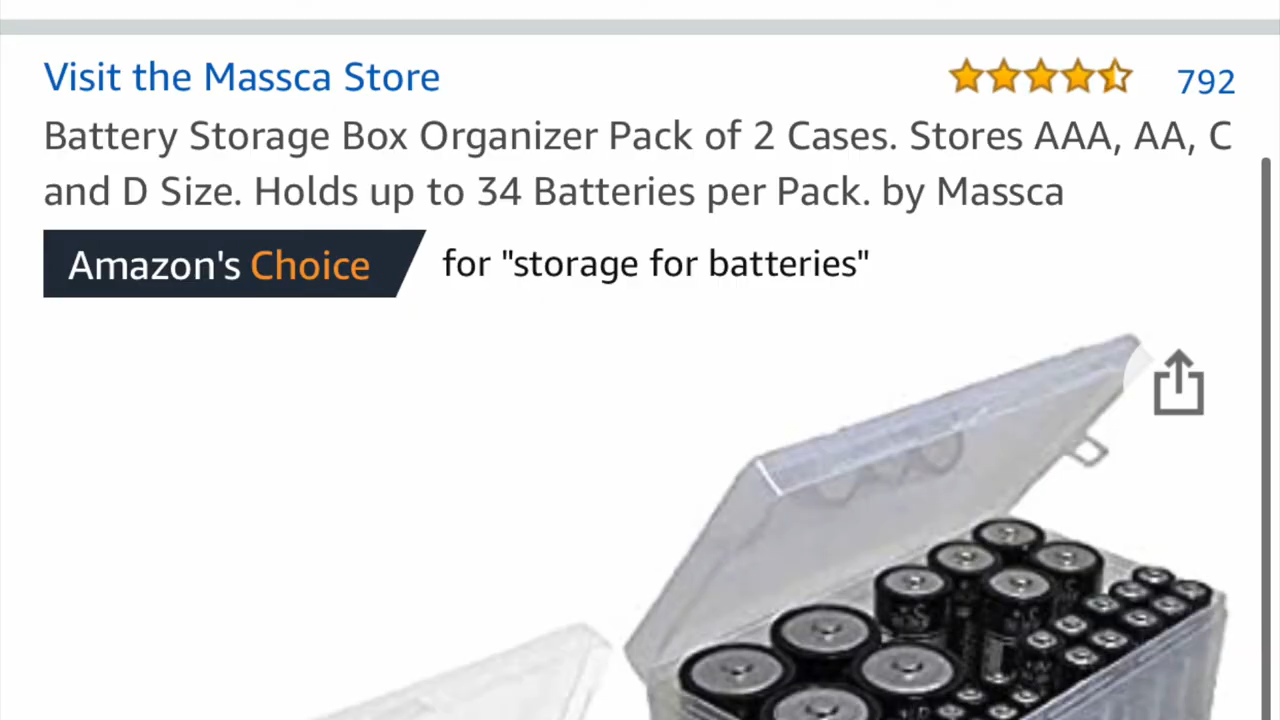 Visit the Massca Store 792
Battery Storage Box Organizer Pack of 2 Cases. Stores AAA, AA, C
and D Size. Holds up to 34 Batteries per Pack. by Massca
Amazon's Choice for "storage for batteries"